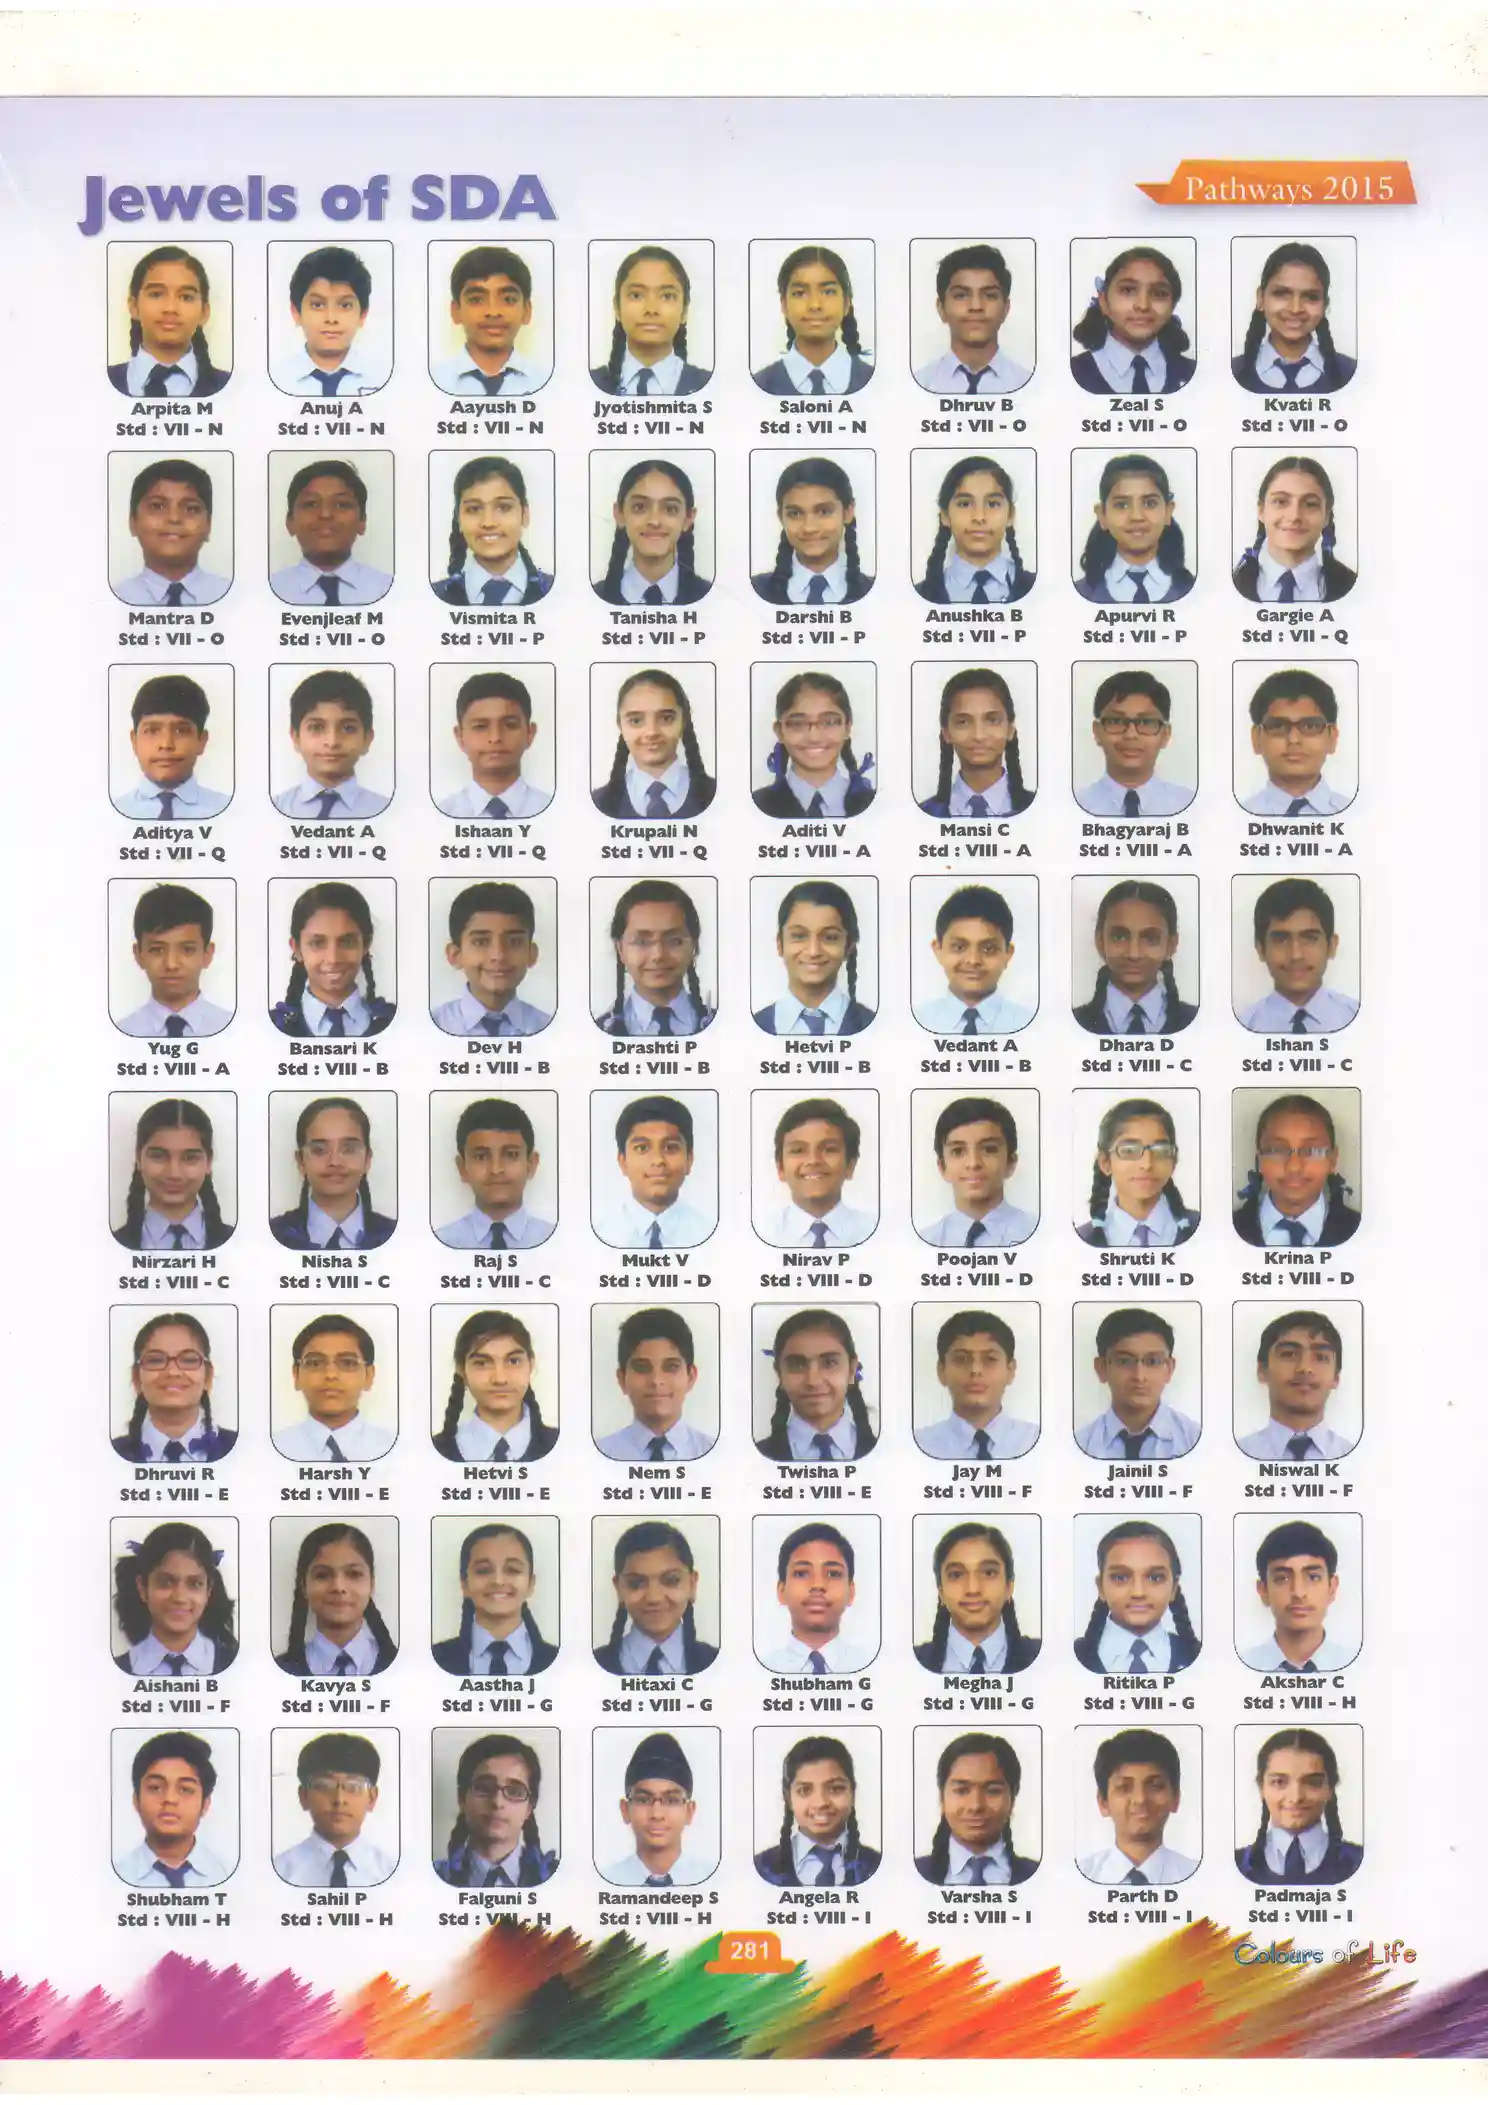 Jewels of SDA
Pathways 2015
Arpita M Anuj A Aayush D Jyotishmita S Saloni A Dhruv B Zeal S Kvati R
Std : VII - N Std : VII - N Std : VII - N Std : VII - N Std : VII - N Std : VII - O Std : VII - O Std : VII - O
Mantra D Evenjleaf M Vismita R Tanisha H Darshi B Anushka B Apurvi R Gargie A
Std : VII - O Std : VII - O Std : VII - P Std : VII - P Std : VII - P Std : VII - P Std : VII - P Std : VII - Q
Aditya V Vedant A Ishaan Y Krupali N Aditi V Mansi C Bhagyaraj B Dhwanit K
Std : VII - Q Std : VII - Q Std : VII - Q Std : VII - Q Std : VIII - A Std : VIII - A Std : VIII - A Std : VIII - A
Yug G Bansari K Dev H Drashti P Hetvi P Vedant A Dhara D Ishan S
Std : VIII - A Std : VIII - B Std : VIII - B Std : VIII - B Std : VIII - B Std : VIII - B Std : VIII - C Std : VIII - C
Nirzari H Nisha S Raj S Mukt V Nirav P Poojan V Shruti K Krina P
Std : VIII - C Std : VIII - C Std : VIII - C Std : VIII - D Std : VIII - D Std : VIII - D Std : VIII - D Std : VIII - D
Dhruvi R Harsh Y Hetvi S Nem S Twisha P Jay M Jainil S Niswal K
Std : VIII - E Std : VIII - E Std : VIII - E Std : VIII - E Std : VIII - E Std : VIII - F Std : VIII - F Std : VIII - F
Aishani B Kavya S Aastha J Hitaxi C Shubham G Megha J Ritika P Akshar C
Std : VIII - F Std : VIII - F Std : VIII - G Std : VIII - G Std : VIII - G Std : VIII - G Std : VIII - G Std : VIII - H
Shubham T Sahil P Falguni S Ramandeep S Angela R Varsha S Parth D Padmaja S
Std : VIII - H Std : VIII - H Std : VIII - H Std : VIII - H Std : VIII - I Std : VIII - I Std : VIII - I Std : VIII - I
281
Colours of Life